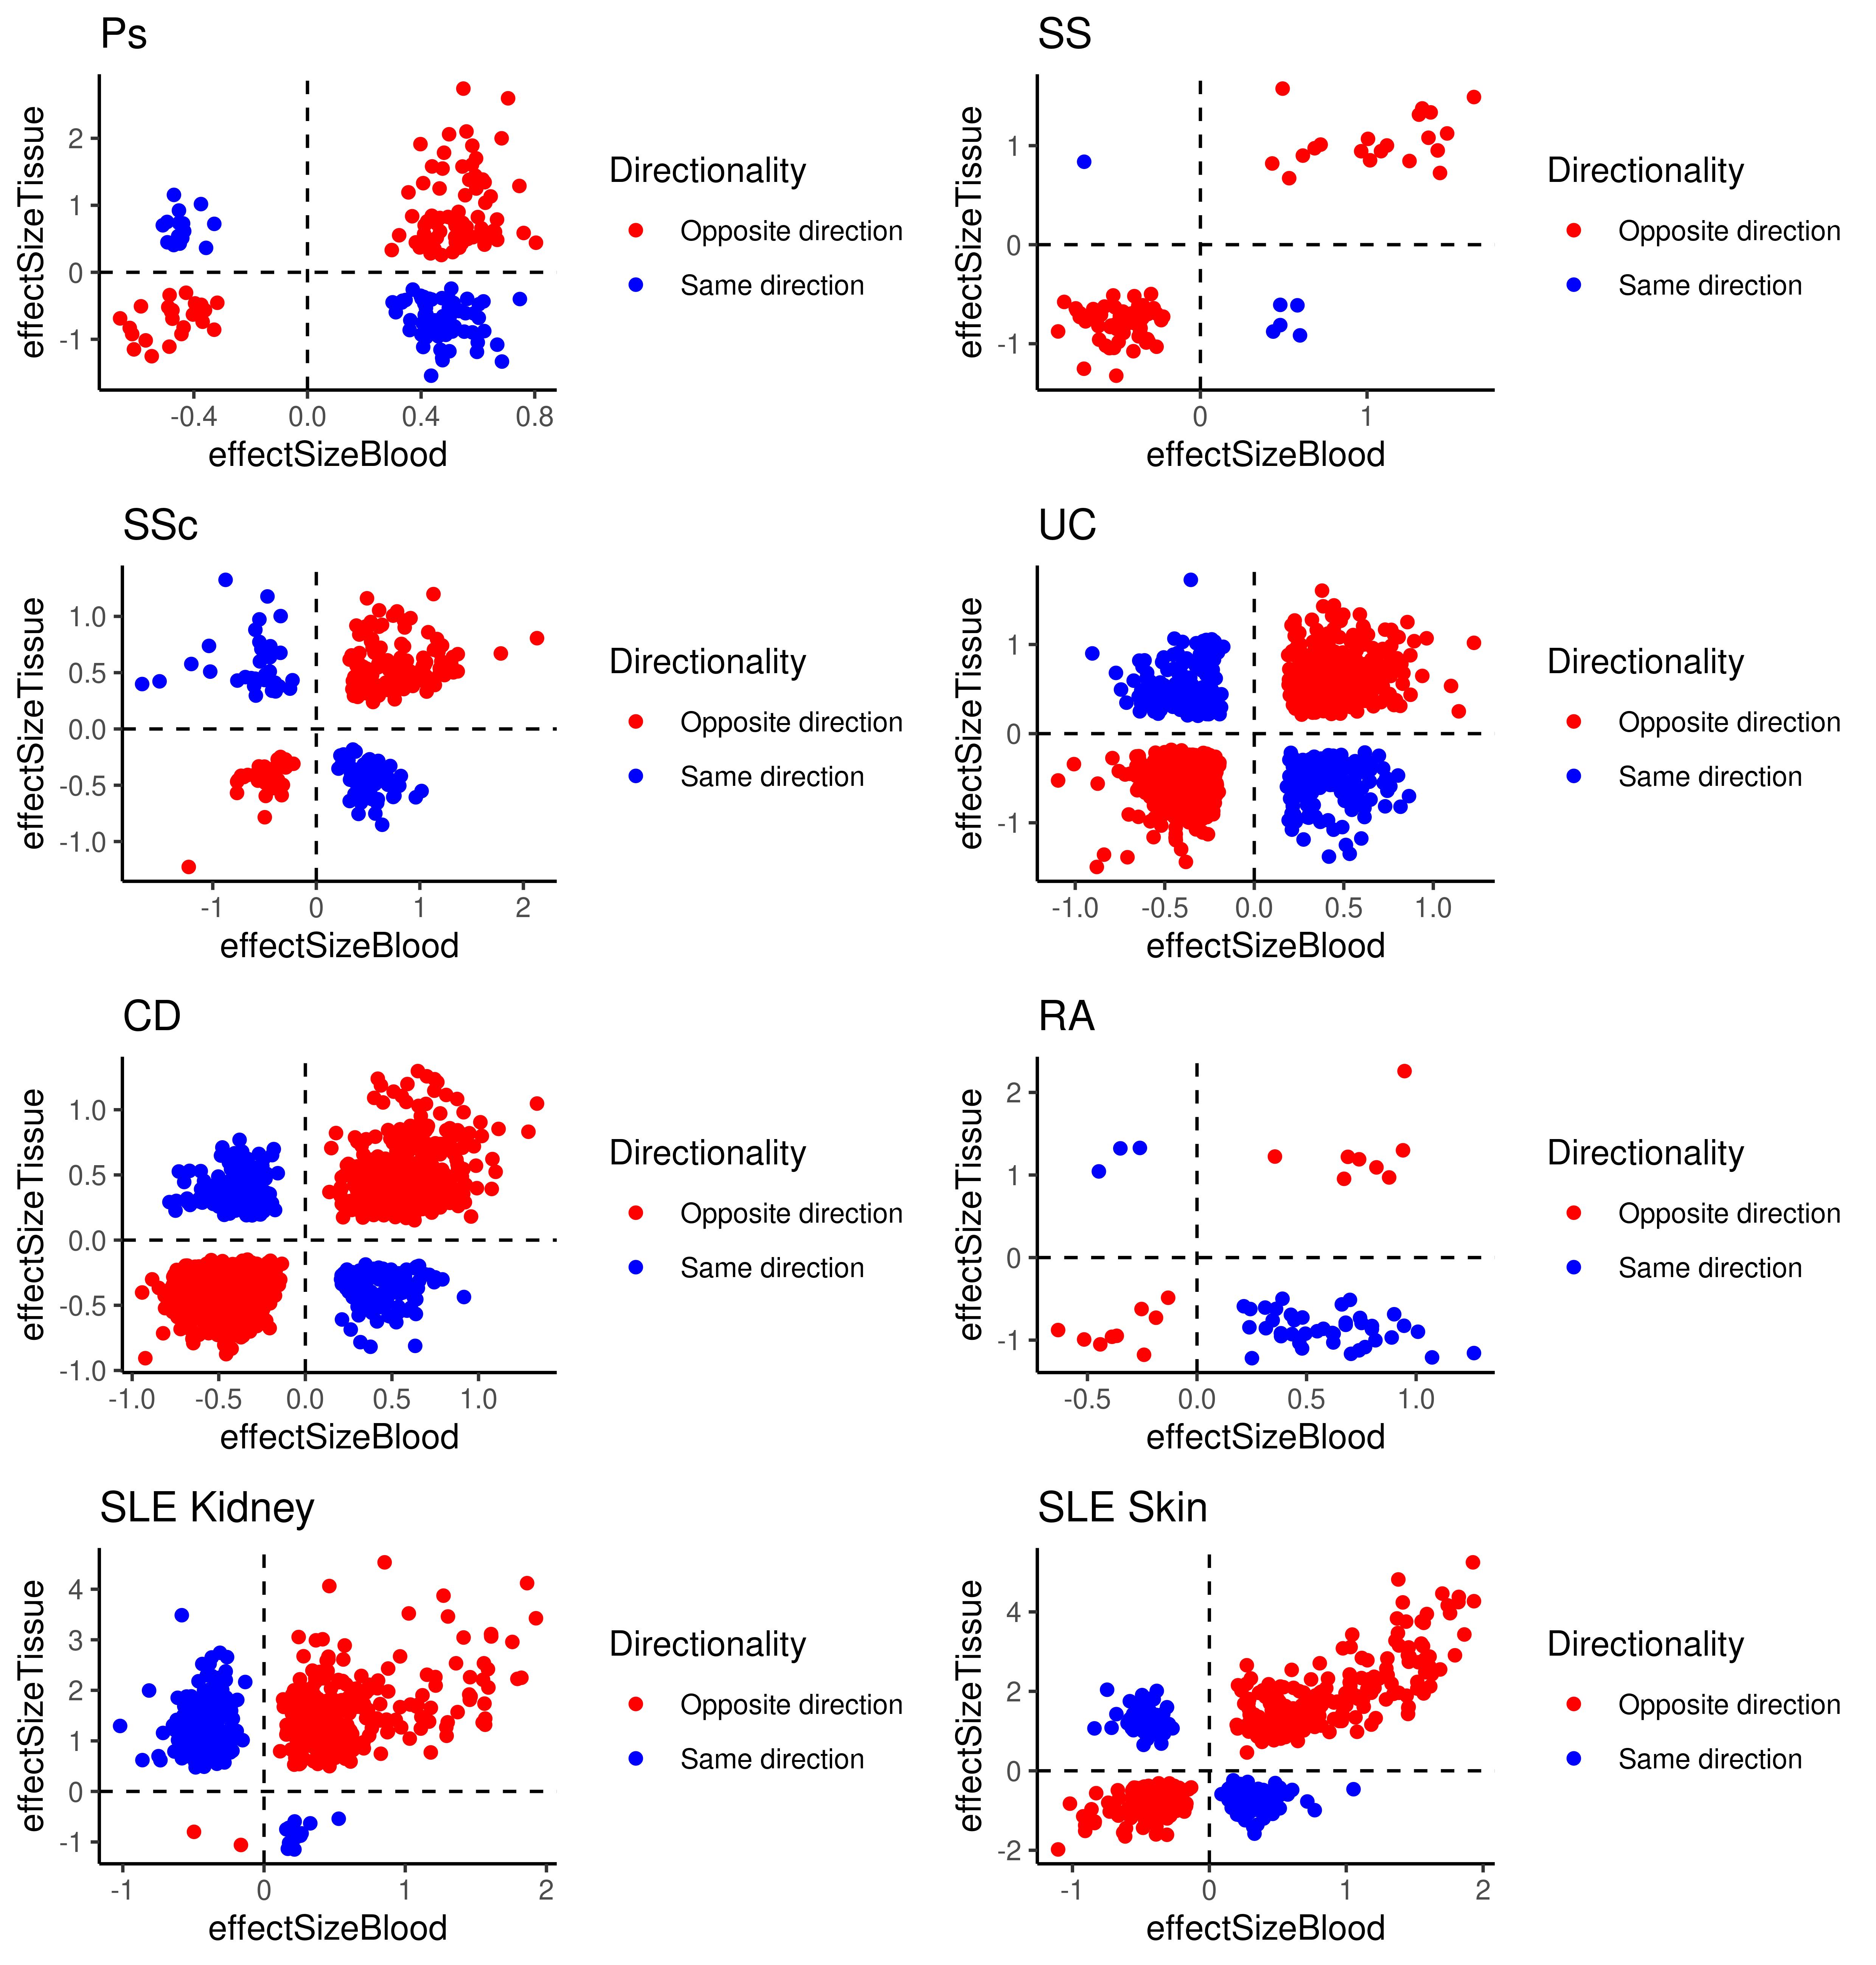 Ps
effectSizeTissue
2
1
0
-1
-0.4 0.0 0.4 0.8
effectSizeBlood
Directionality
Opposite direction
Same direction
SS
effectSizeTissue
1
0
-1
0 1
effectSizeBlood
Directionality
Opposite direction
Same direction
SSc
effectSizeTissue
1.0
0.5
0.0
-0.5
-1.0
-1 0 1 2
effectSizeBlood
Directionality
Opposite direction
Same direction
UC
effectSizeTissue
1
0
-1
-1.0 -0.5 0.0 0.5 1.0
effectSizeBlood
Directionality
Opposite direction
Same direction
CD
effectSizeTissue
1.0
0.5
0.0
-0.5
-1.0
-1.0 -0.5 0.0 0.5 1.0
effectSizeBlood
Directionality
Opposite direction
Same direction
RA
effectSizeTissue
2
1
0
-1
-0.5 0.0 0.5 1.0
effectSizeBlood
Directionality
Opposite direction
Same direction
SLE Kidney
effectSizeTissue
4
3
2
1
0
-1
-1 0 1 2
effectSizeBlood
Directionality
Opposite direction
Same direction
SLE Skin
effectSizeTissue
4
2
0
-2
-1 0 1 2
effectSizeBlood
Directionality
Opposite direction
Same direction